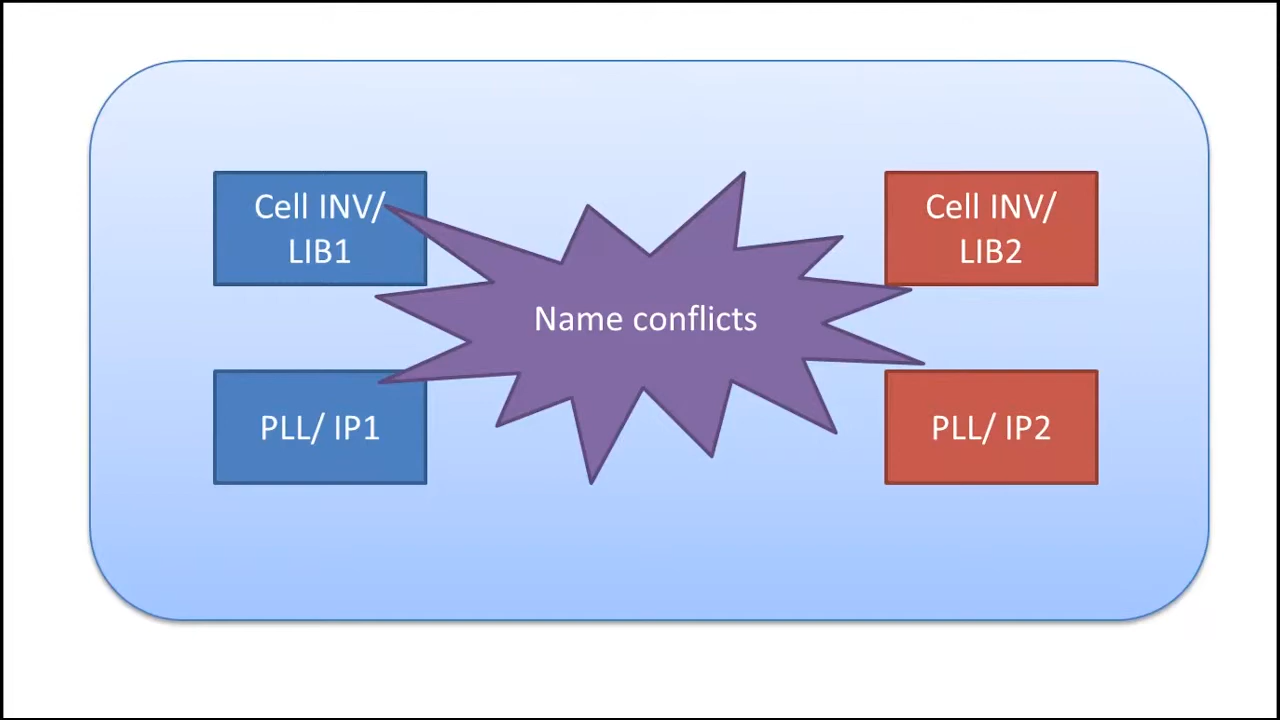 Cell INV/
LIB1
Cell INV/
LIB2
Name conflicts
PLL/ IP1
PLL/ IP2